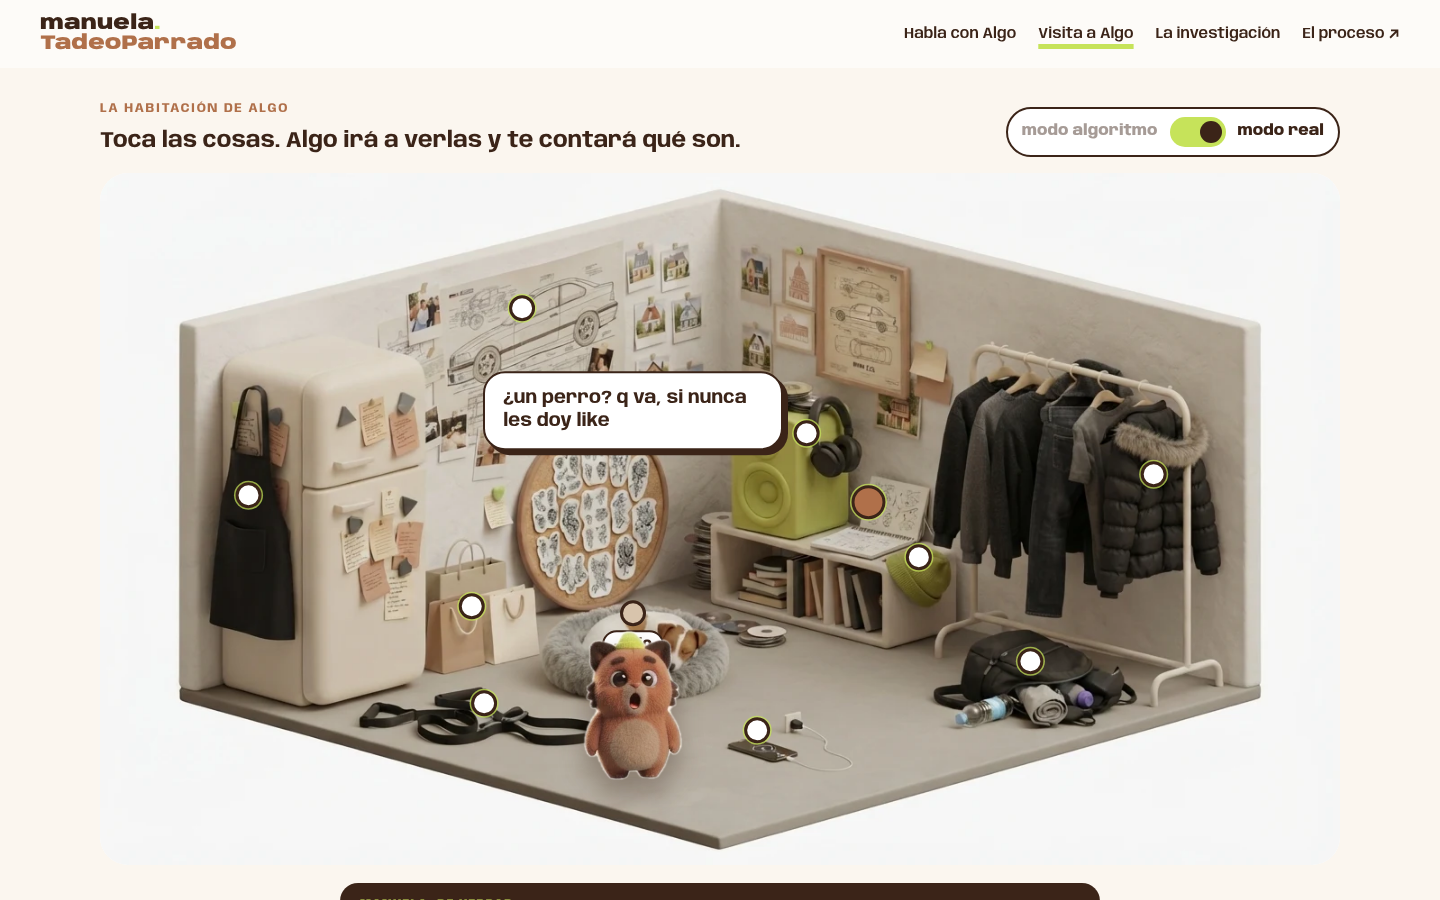 manuela.
TadeoParrado
Habla con Algo
Visita a Algo
La investigación
El proceso ↗
LA HABITACIÓN DE ALGO
Toca las cosas. Algo irá a verlas y te contará qué son.
modo algoritmo
modo real
¿un perro? q va, si nunca
les doy like